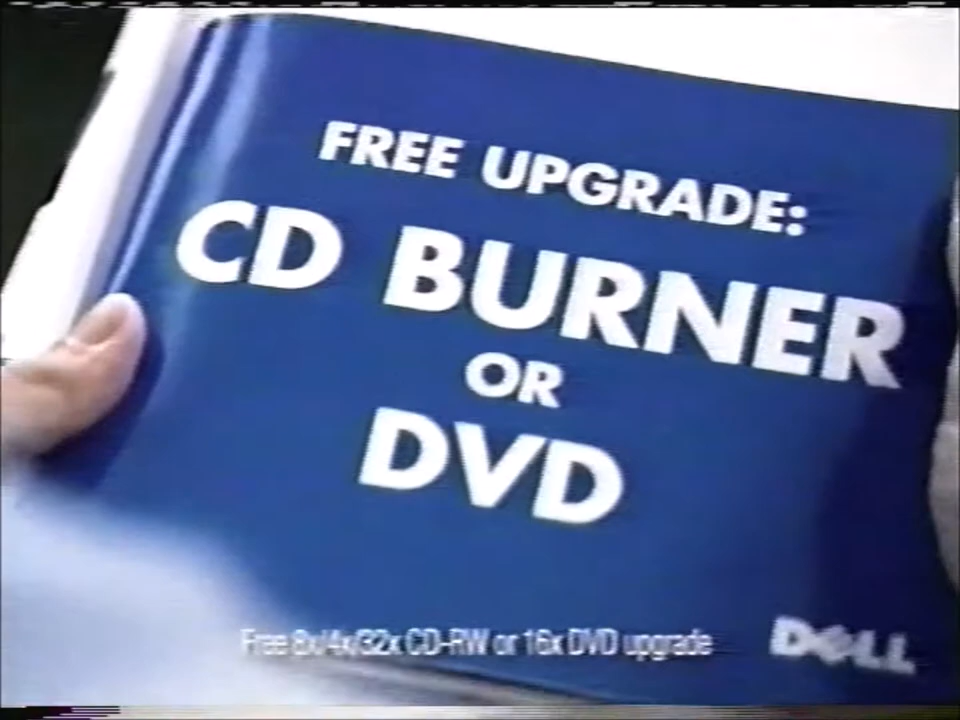 FREE UPGRADE:
CD BURNER
OR
DVD
Free 8x/4x/32x CD-RW or 16x DVD upgrade
DELL